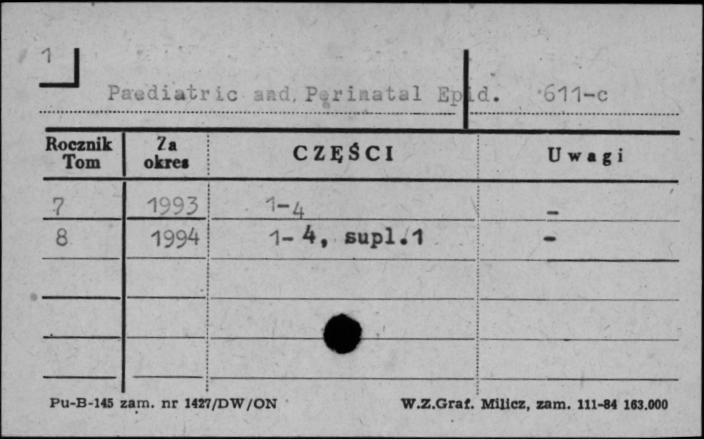 1
Paediatric and Perinatal Epid. 611-c
Rocznik Tom Za okres CZĘŚCI Uwagi
7 1993 1-4 -
8 1994 1-4, supl.1 -
Pu-B-145 zam. nr 1427/DW/ON W.Z.Graf. Milicz, zam. 111-84 163.000